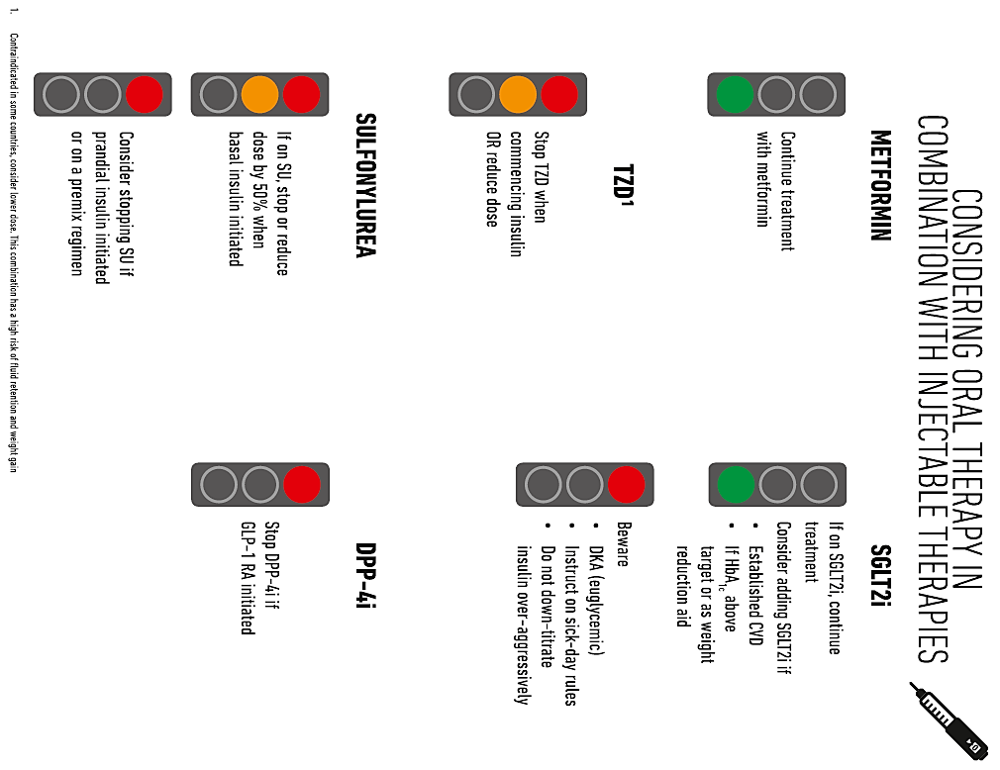 CONSIDERING ORAL THERAPY IN
COMBINATION WITH INJECTABLE THERAPIES
METFORMIN
Continue treatment
with metformin
TZD¹
Stop TZD when
commencing insulin
OR reduce dose
SULFONYLUREA
If on SU, stop or reduce
dose by 50% when
basal insulin initiated
Consider stopping SU if
prandial insulin initiated
or on a premix regimen
SGLT2i
If on SGLT2i, continue
treatment
Consider adding SGLT2i if
• Established CVD
• If HbA1c above
target or as weight
reduction aid
Beware
• DKA (euglycemic)
• Instruct on sick-day rules
• Do not down-titrate
insulin over-aggressively
DPP-4i
Stop DPP-4i if
GLP-1 RA initiated
1. Contraindicated in some countries, consider lower dose. This combination has a high risk of fluid retention and weight gain